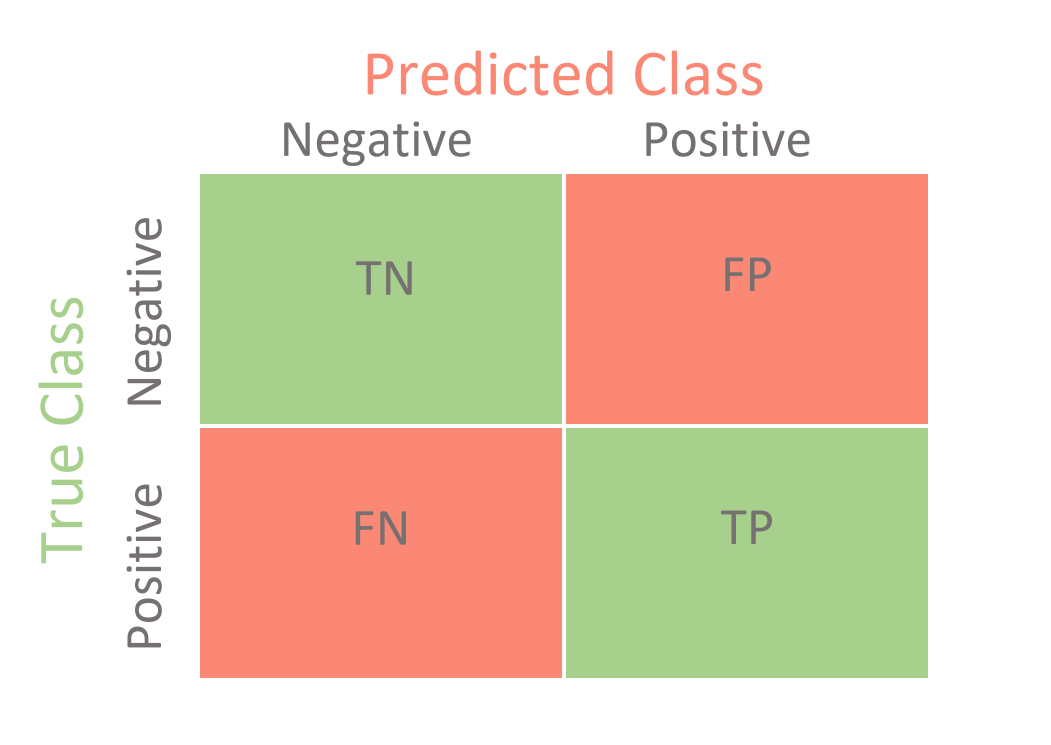 Predicted Class
Negative Positive
True Class
Negative
TN FP
Positive
FN TP